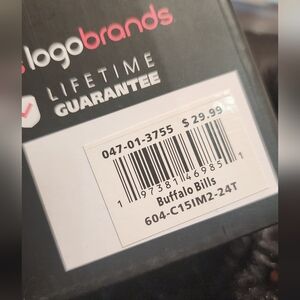 logobrands
LIFETIME
GUARANTEE
047-01-3755 $29.99
1 97381 46985 1
Buffalo Bills
604-C15IM2-24T